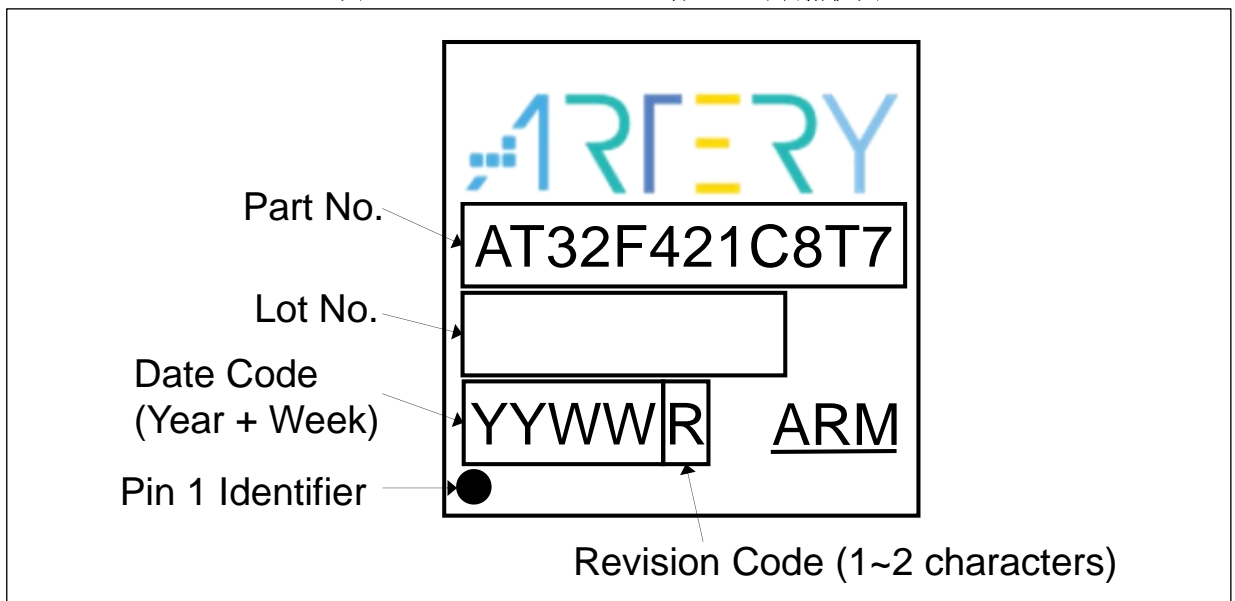 ARTERY
Part No.
AT32F421C8T7
Lot No.
Date Code
(Year + Week)
YYWW R
ARM
Pin 1 Identifier
Revision Code (1~2 characters)